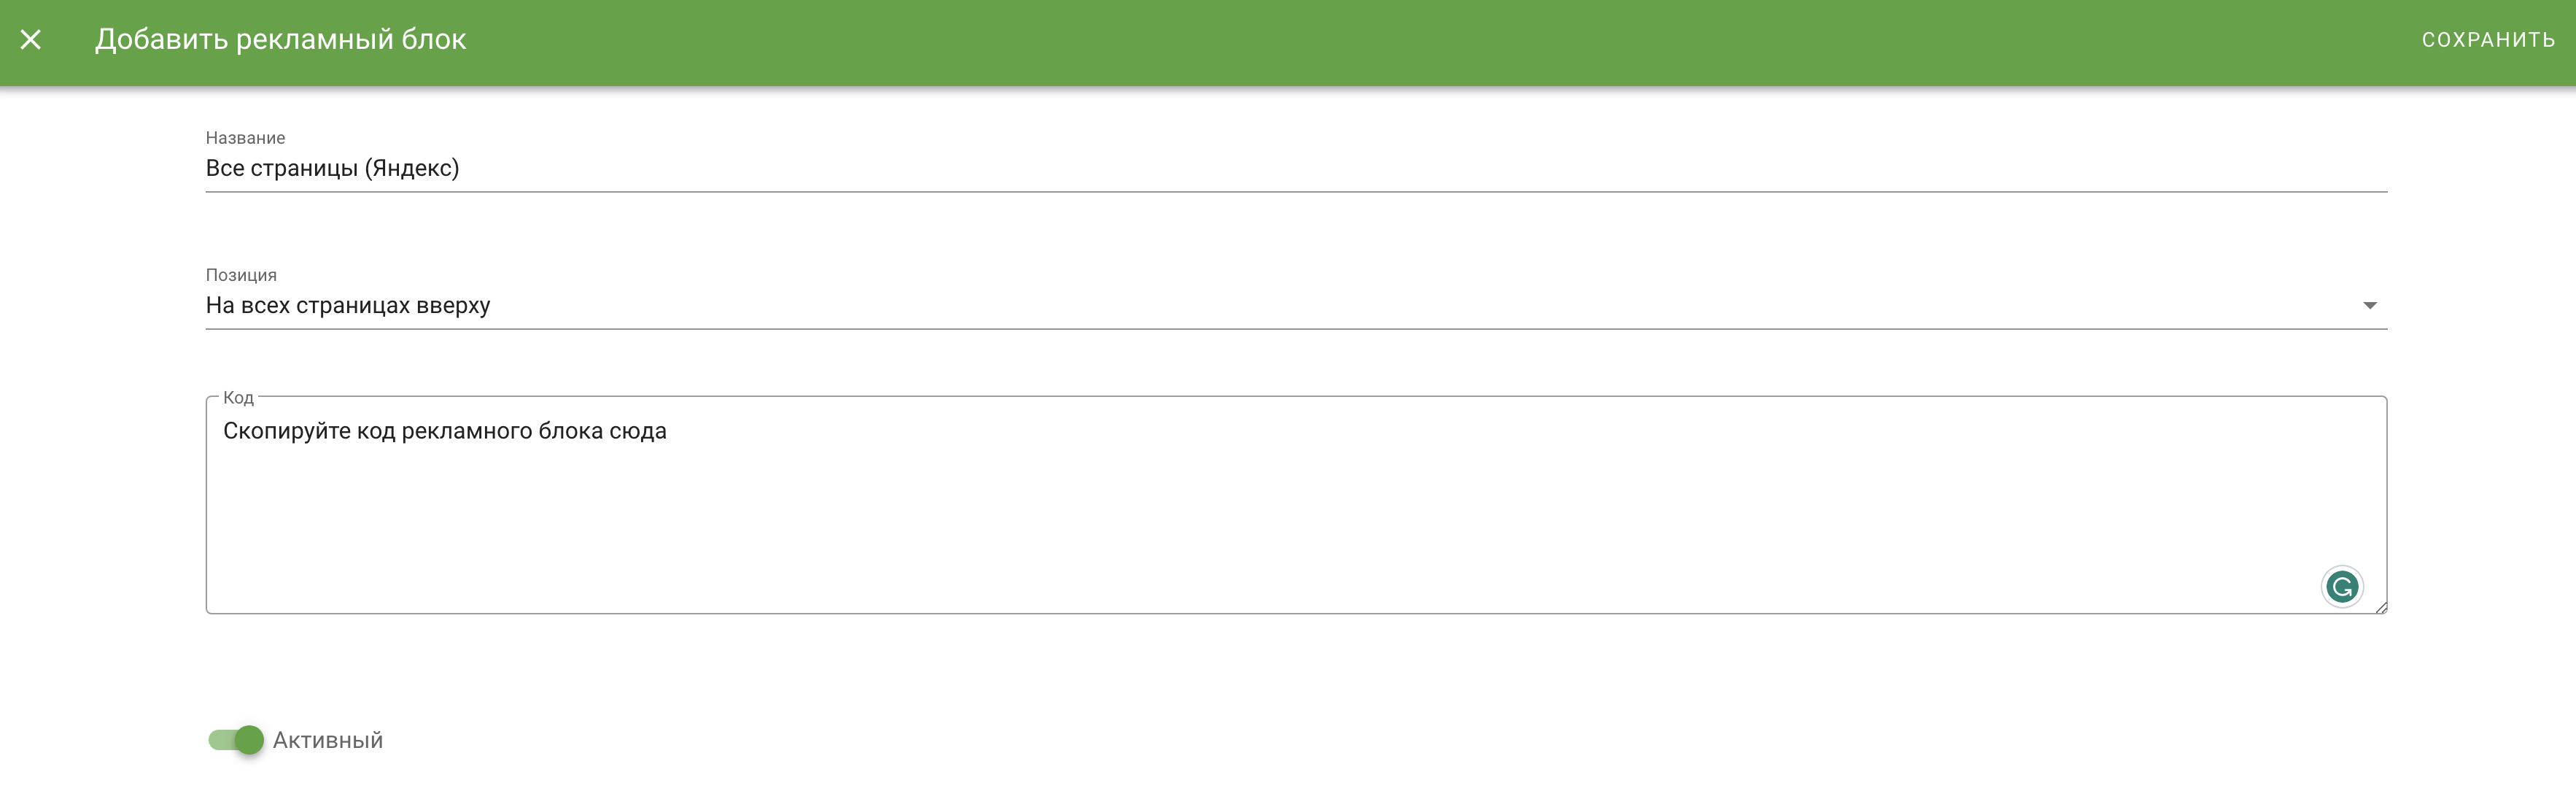 Добавить рекламный блок
СОХРАНИТЬ
Название
Все страницы (Яндекс)
Позиция
На всех страницах вверху
Код
Скопируйте код рекламного блока сюда
Активный